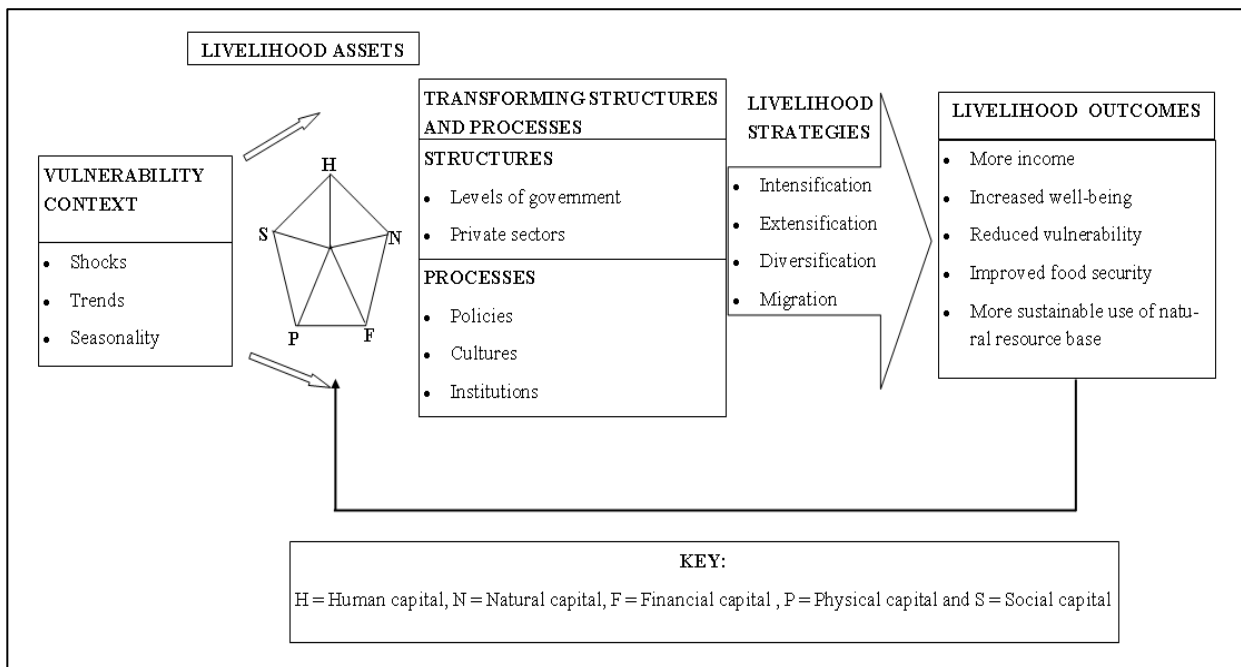 LIVELIHOOD ASSETS
VULNERABILITY
CONTEXT
• Shocks
• Trends
• Seasonality
H
S
N
P
F
TRANSFORMING STRUCTURES
AND PROCESSES
STRUCTURES
• Levels of government
• Private sectors
PROCESSES
• Policies
• Cultures
• Institutions
LIVELIHOOD
STRATEGIES
• Intensification
• Extensification
• Diversification
• Migration
LIVELIHOOD OUTCOMES
• More income
• Increased well-being
• Reduced vulnerability
• Improved food security
• More sustainable use of natu-
ral resource base
KEY:
H = Human capital, N = Natural capital, F = Financial capital , P = Physical capital and S = Social capital